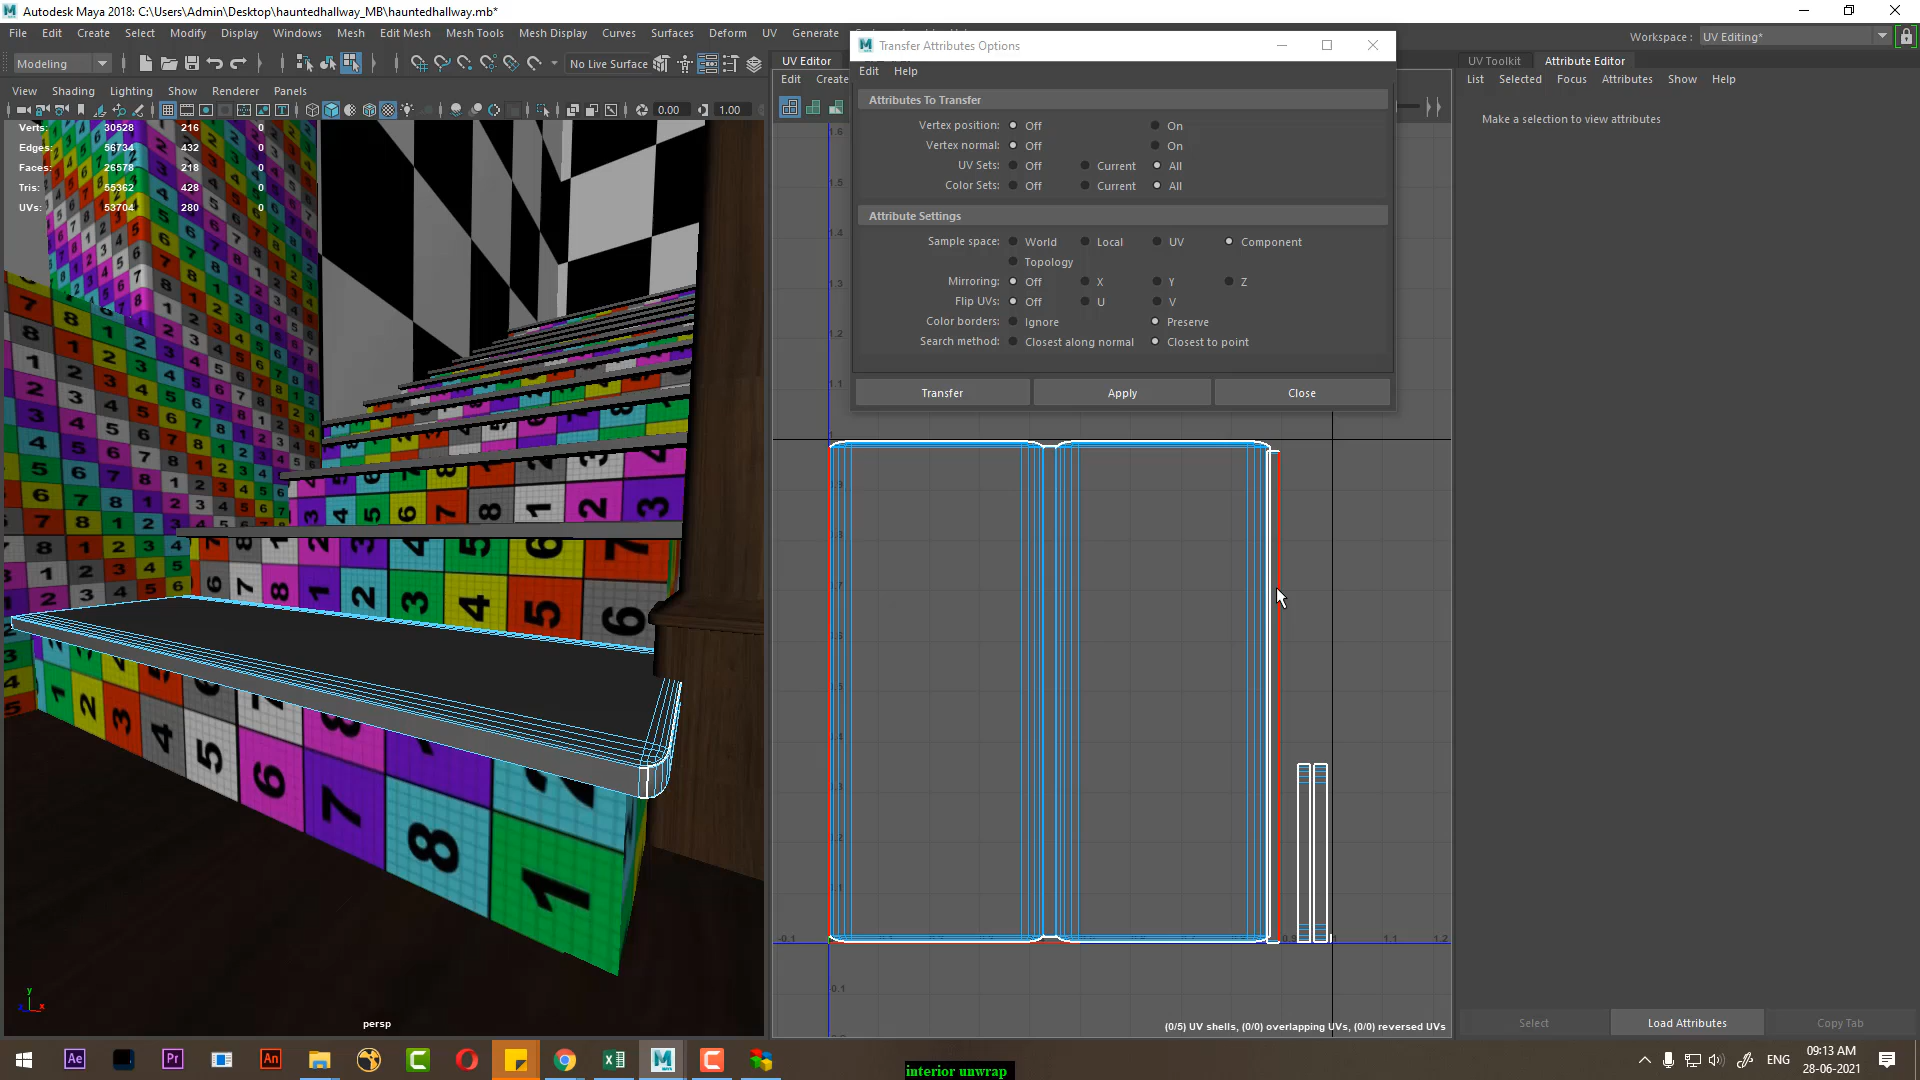 Autodesk Maya 2018: C:\Users\Admin\Desktop\hauntedhallway_MB\hauntedhallway.mb*
File Edit Create Select Modify Display Windows Mesh Edit Mesh Mesh Tools Mesh Display Curves Surfaces Deform UV Generate
Workspace : UV Editing*
Modeling
No Live Surface
View Shading Lighting Show Renderer Panels
0.00 1.00
Verts: 30528 216 0
Edges: 56734 432 0
Faces: 26578 218 0
Tris: 55362 428 0
UVs: 53704 280 0
persp
UV Editor
Edit Create
Transfer Attributes Options
Edit Help
Attributes To Transfer
Vertex position: Off On
Vertex normal: Off On
UV Sets: Off Current All
Color Sets: Off Current All
Attribute Settings
Sample space: World Local UV Component
Topology
Mirroring: Off X Y Z
Flip UVs: Off U V
Color borders: Ignore Preserve
Search method: Closest along normal Closest to point
Transfer Apply Close
(0/5) UV shells, (0/0) overlapping UVs, (0/0) reversed UVs
UV Toolkit Attribute Editor
List Selected Focus Attributes Show Help
Make a selection to view attributes
Select Load Attributes Copy Tab
interior unwrap
ENG
09:13 AM
28-06-2021